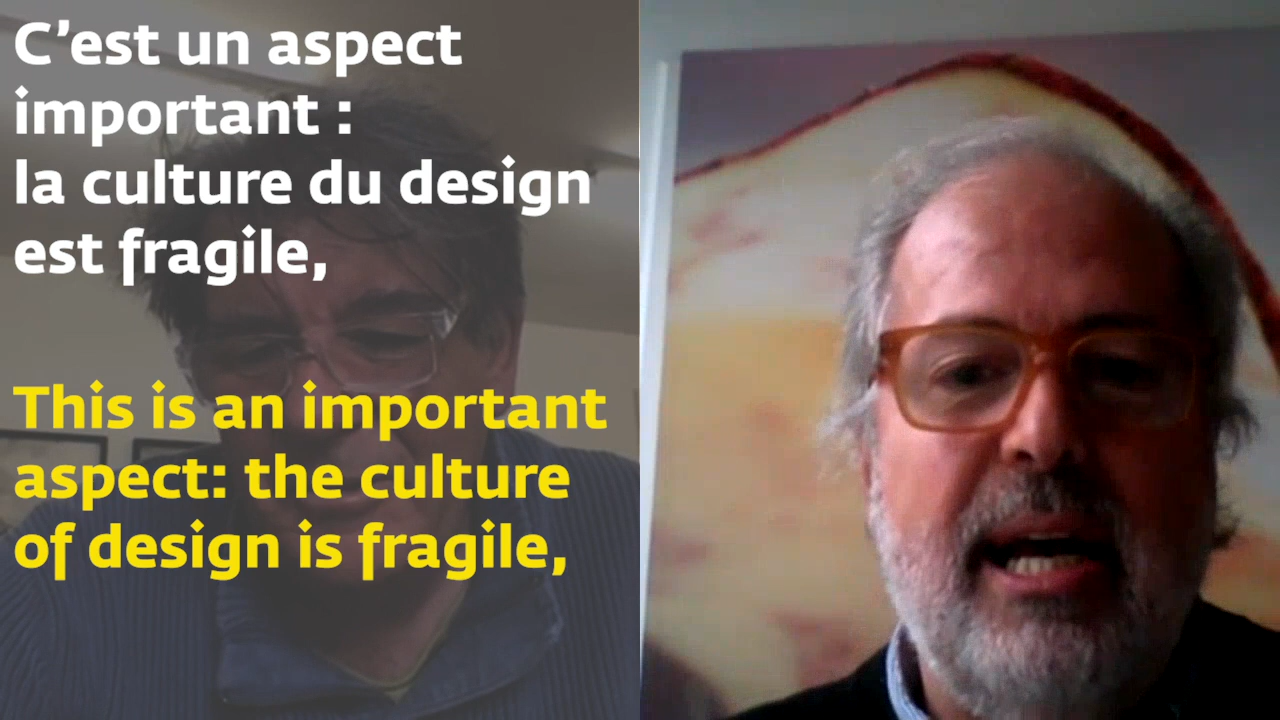 C’est un aspect
important :
la culture du design
est fragile,
This is an important
aspect: the culture
of design is fragile,